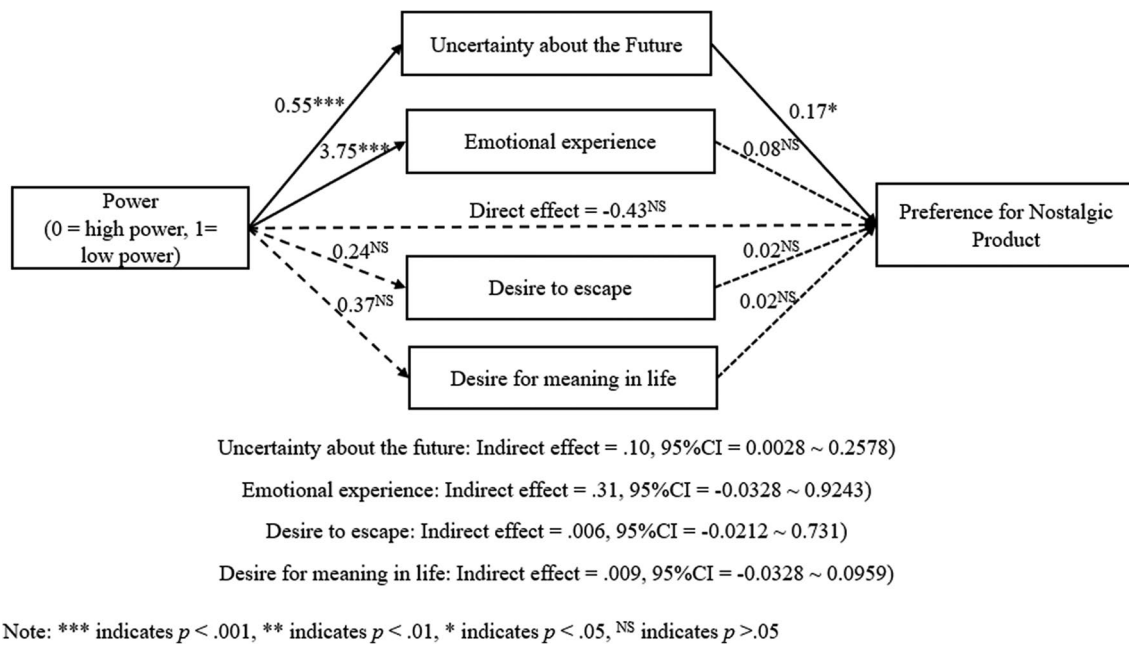 Uncertainty about the Future
0.55***
0.17*
3.75***
Emotional experience
0.08NS
Power
(0 = high power, 1=
low power)
Direct effect = -0.43NS
Preference for Nostalgic
Product
0.24NS
0.02NS
Desire to escape
0.37NS
0.02NS
Desire for meaning in life
Uncertainty about the future: Indirect effect = .10, 95%CI = 0.0028 ~ 0.2578)
Emotional experience: Indirect effect = .31, 95%CI = -0.0328 ~ 0.9243)
Desire to escape: Indirect effect = .006, 95%CI = -0.0212 ~ 0.731)
Desire for meaning in life: Indirect effect = .009, 95%CI = -0.0328 ~ 0.0959)
Note: *** indicates p < .001, ** indicates p < .01, * indicates p < .05, NS indicates p >.05